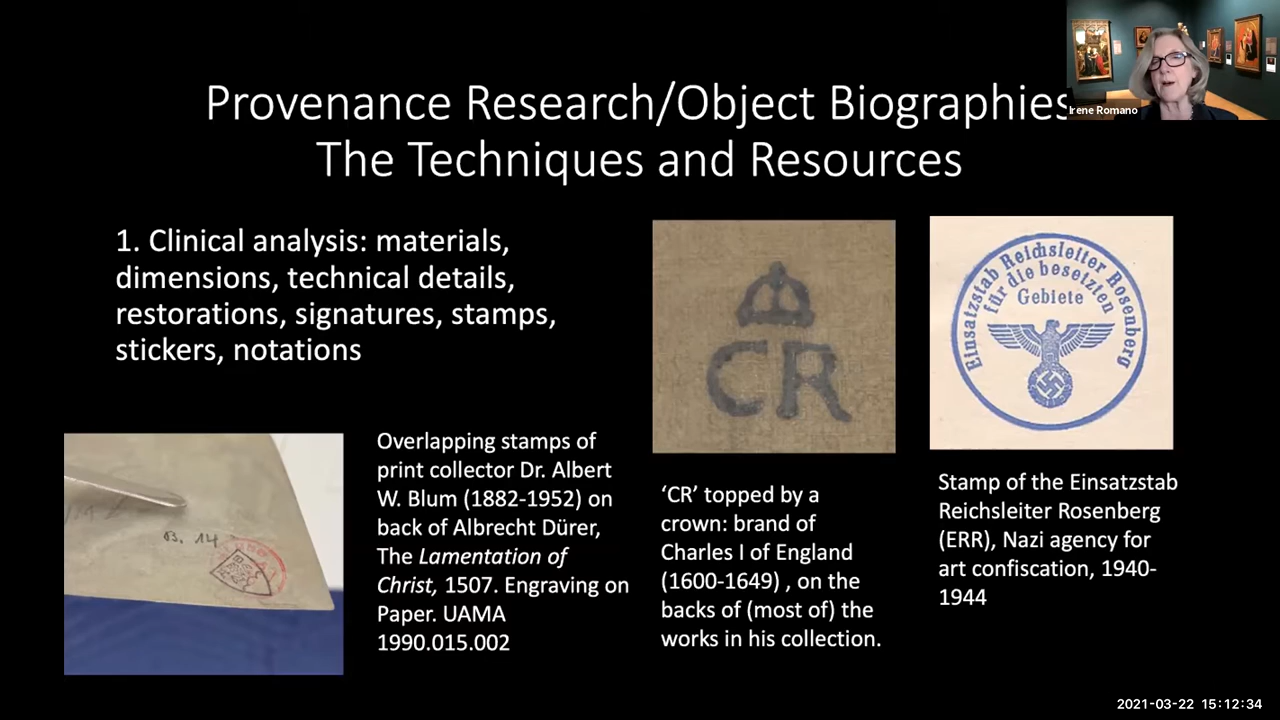 Provenance Research/Object Biographies
The Techniques and Resources
Irene Romano
1. Clinical analysis: materials,
dimensions, technical details,
restorations, signatures, stamps,
stickers, notations
B. 14
Overlapping stamps of
print collector Dr. Albert
W. Blum (1882-1952) on
back of Albrecht Dürer,
The Lamentation of
Christ, 1507. Engraving on
Paper. UAMA
1990.015.002
CR
‘CR’ topped by a
crown: brand of
Charles I of England
(1600-1649) , on the
backs of (most of) the
works in his collection.
Einsatzstab Reichsleiter Rosenberg
für die besetzten
Gebiete
Stamp of the Einsatzstab
Reichsleiter Rosenberg
(ERR), Nazi agency for
art confiscation, 1940-
1944
2021-03-22 15:12:34